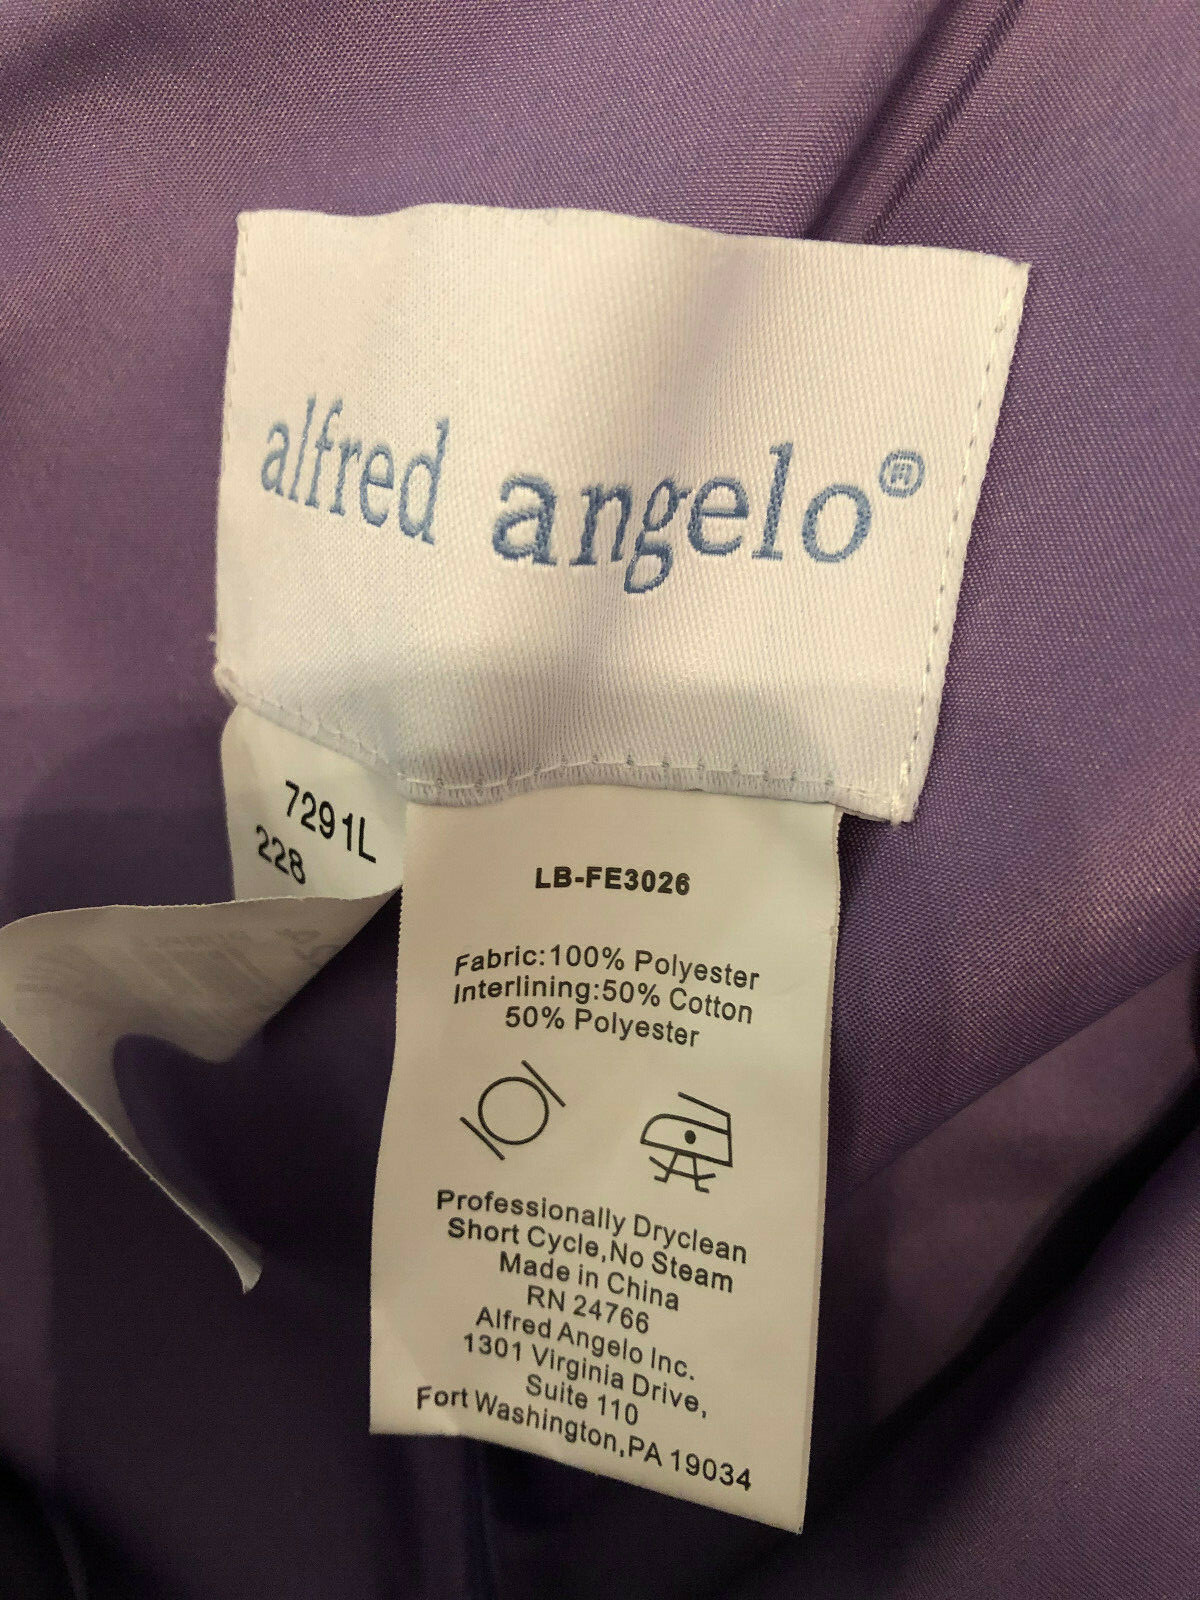 alfred angelo®
7291L
228
LB-FE3026
Fabric:100% Polyester
Interlining:50% Cotton
50% Polyester
Professionally Dryclean
Short Cycle,No Steam
Made in China
RN 24766
Alfred Angelo Inc.
1301 Virginia Drive,
Suite 110
Fort Washington,PA 19034